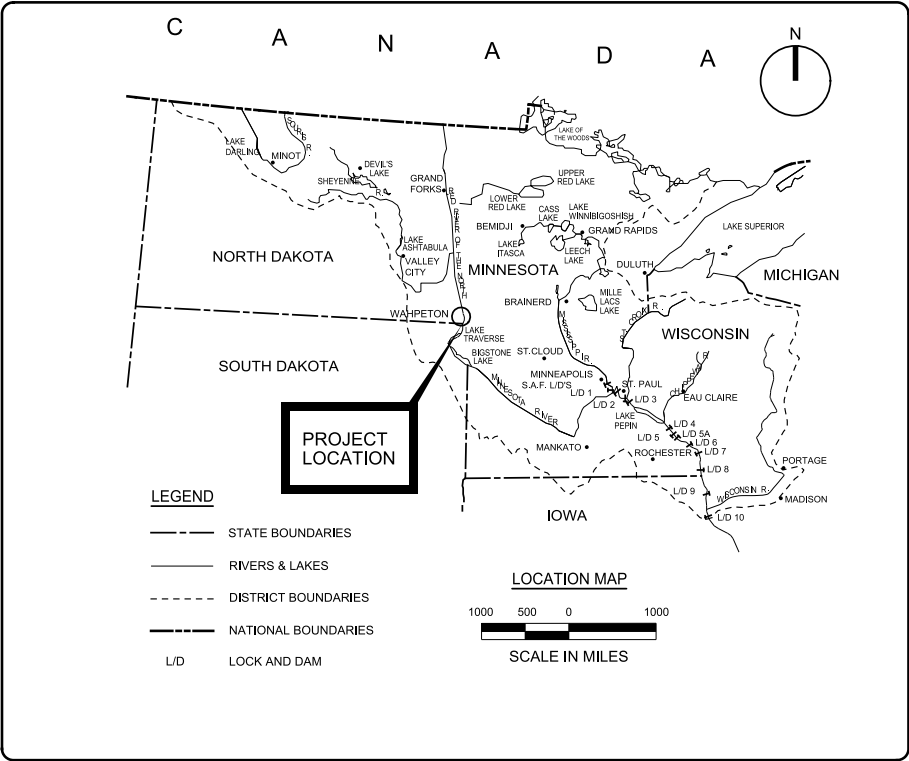 C A N A D A
N
LAKE OF
THE WOODS
SOURIS R.
LAKE
DARLING
MINOT
DEVIL'S
LAKE
SHEYENNE R.
GRAND
FORKS
RED RIVER OF THE NORTH
UPPER
RED LAKE
LOWER
RED LAKE
CASS
LAKE
LAKE
WINNIBIGOSHISH
BEMIDJI
GRAND RAPIDS
LAKE
ITASCA
LEECH
LAKE
LAKE SUPERIOR
NORTH DAKOTA
LAKE
ASHTABULA
VALLEY
CITY
MINNESOTA
DULUTH
MICHIGAN
BRAINERD
MILLE
LACS
LAKE
WAHPETON
MISSISSIPPI R.
ST. CROIX R.
WISCONSIN
LAKE
TRAVERSE
BIGSTONE
LAKE
ST.CLOUD
SOUTH DAKOTA
MINNEAPOLIS
S.A.F. L/D'S
L/D 1
ST. PAUL
L/D 2
L/D 3
CHIPPEWA R.
EAU CLAIRE
MINNESOTA RIVER
LAKE
PEPIN
L/D 4
L/D 5
L/D 5A
L/D 6
L/D 7
MANKATO
ROCHESTER
PROJECT
LOCATION
L/D 8
PORTAGE
L/D 9
WISCONSIN R.
MADISON
IOWA
L/D 10
LEGEND
STATE BOUNDARIES
RIVERS & LAKES
DISTRICT BOUNDARIES
NATIONAL BOUNDARIES
L/D LOCK AND DAM
LOCATION MAP
1000 500 0 1000
SCALE IN MILES